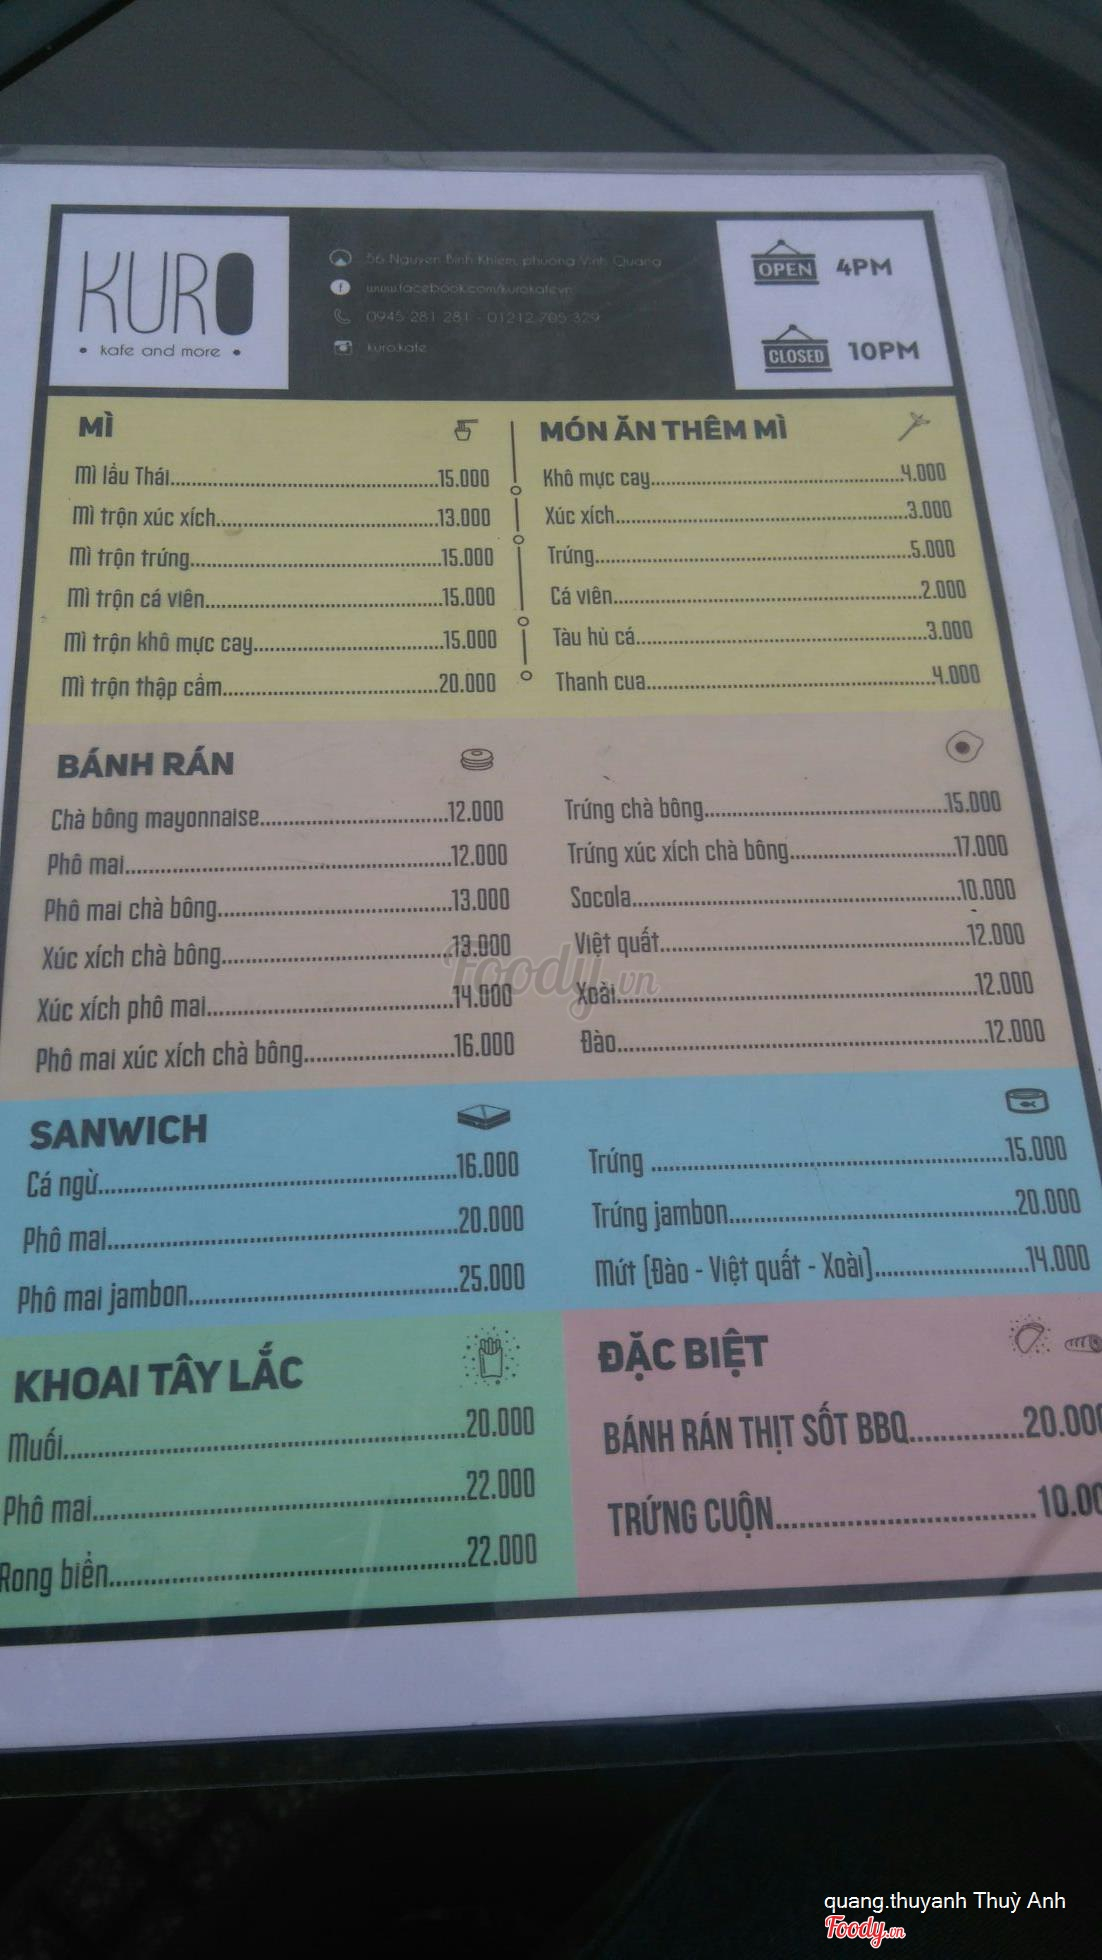 KURO
• kafe and more •
56 Nguyen Binh Khiem, phuong Vinh Quang
www.facebook.com/kurokafevn
0945 281 281 - 01212 705 329
kuro.kafe
OPEN 4PM
CLOSED 10PM
MÌ
Mì lẩu Thái 15.000
Mì trộn xúc xích 13.000
Mì trộn trứng 15.000
Mì trộn cá viên 15.000
Mì trộn khô mực cay 15.000
Mì trộn thập cẩm 20.000
MÓN ĂN THÊM MÌ
Khô mực cay 4.000
Xúc xích 3.000
Trứng 5.000
Cá viên 2.000
Tàu hủ cá 3.000
Thanh cua 4.000
BÁNH RÁN
Chà bông mayonnaise 12.000
Phô mai 12.000
Phô mai chà bông 13.000
Xúc xích chà bông 13.000
Xúc xích phô mai 14.000
Phô mai xúc xích chà bông 16.000
Trứng chà bông 15.000
Trứng xúc xích chà bông 17.000
Socola 10.000
Việt quất 12.000
Xoài 12.000
Đào 12.000
Foody.vn
SANWICH
Cá ngừ 16.000
Phô mai 20.000
Phô mai jambon 25.000
Trứng 15.000
Trứng jambon 20.000
Mứt (Đào - Việt quất - Xoài) 14.000
KHOAI TÂY LẮC
Muối 20.000
Phô mai 22.000
Rong biển 22.000
ĐẶC BIỆT
BÁNH RÁN THỊT SỐT BBQ 20.000
TRỨNG CUỘN 10.00
quang.thuyanh Thuỳ Anh
Foody.vn